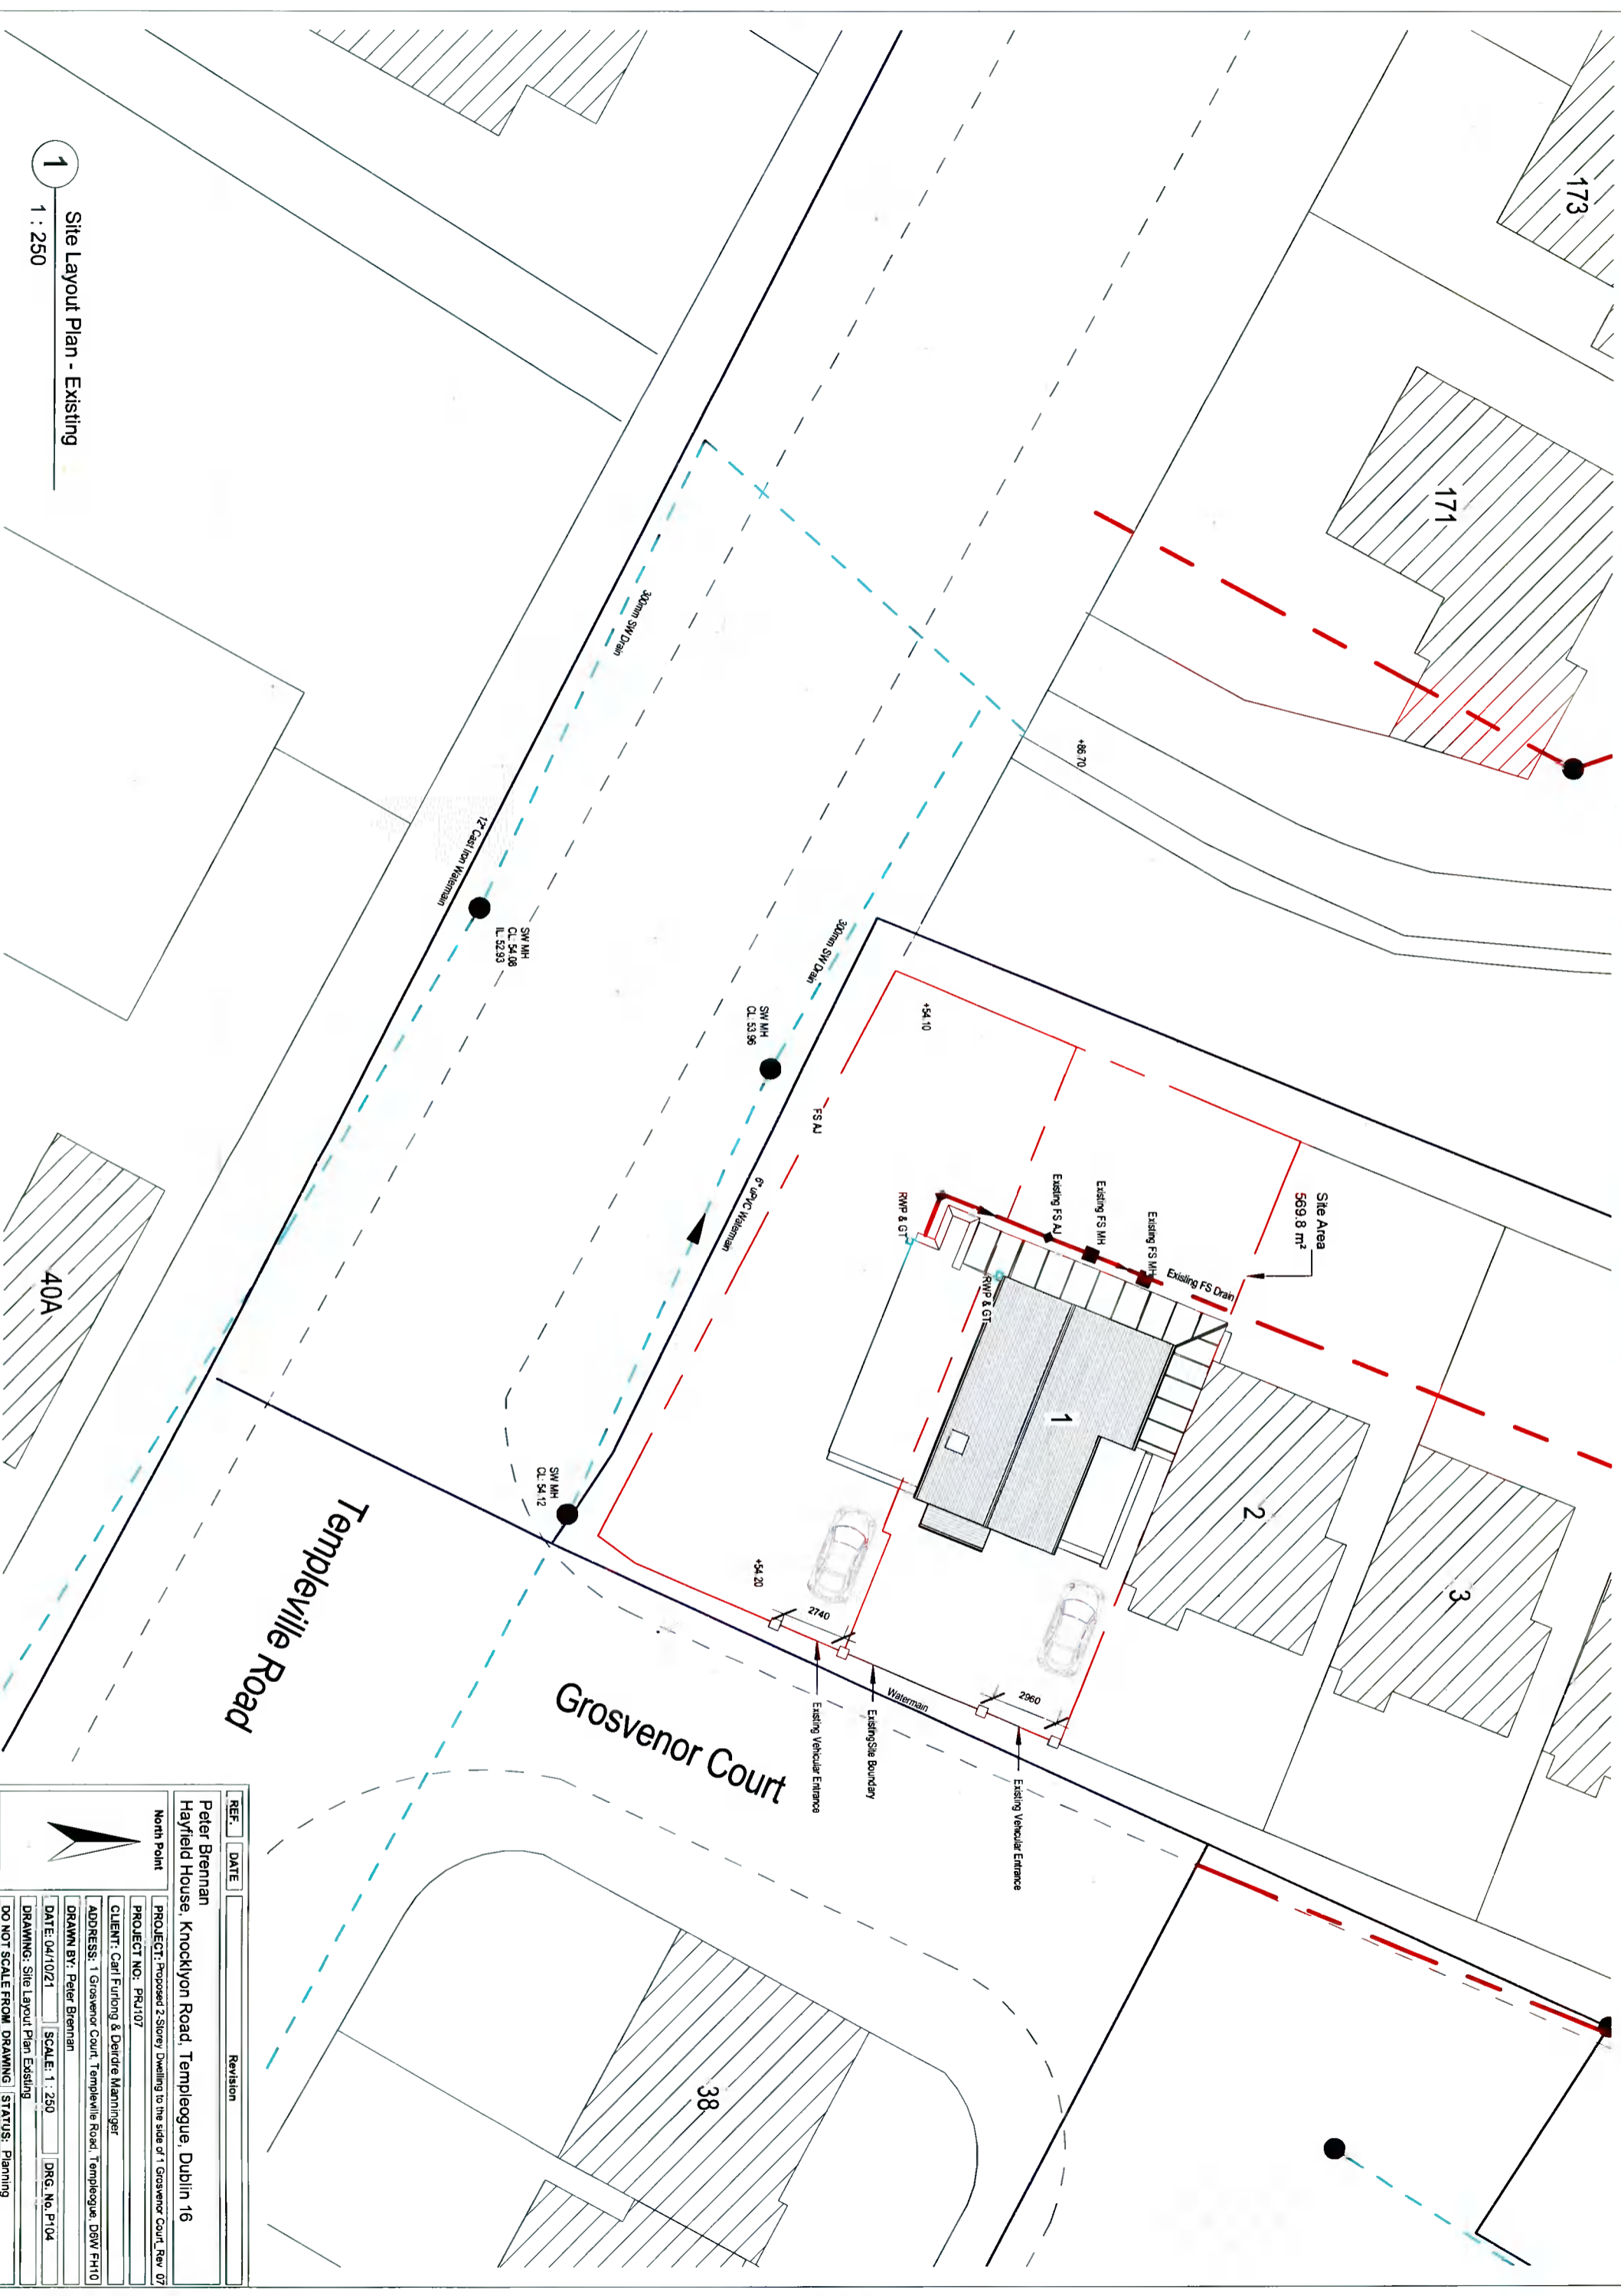 173
171
+86.70
300mm SW Drain
12" Cast Iron Watermain
SW MH
CL: 54.08
IL: 52.93
300mm SW Drain
SW MH
CL: 53.96
+54.10
FS AJ
6" uPVC Watermain
RWP & GT
RWP & GT
Existing FS AJ
Existing FS MH
Existing FS MH
Existing FS Drain
Site Area
569.8 m²
1
2
3
40A
SW MH
CL: 54.12
+54.20
2740
2960
Watermain
Existing Vehicular Entrance
Existing Site Boundary
Existing Vehicular Entrance
Templeville Road
Grosvenor Court
38
1
Site Layout Plan - Existing
1 : 250
REF.
DATE
Revision
Peter Brennan
Hayfield House, Knocklyon Road, Templeogue, Dublin 16
North Point
PROJECT: Proposed 2-Storey Dwelling to the side of 1 Grosvenor Court_Rev 07
PROJECT NO: PRJ107
CLIENT: Carl Furlong & Deirdre Manninger
ADDRESS: 1 Grosvenor Court, Templeville Road, Templeogue, D6W FH10
DRAWN BY: Peter Brennan
DATE: 04/10/21
SCALE: 1 : 250
DRG. No. P104
DRAWING: Site Layout Plan Existing
DO NOT SCALE FROM DRAWING
STATUS: Planning